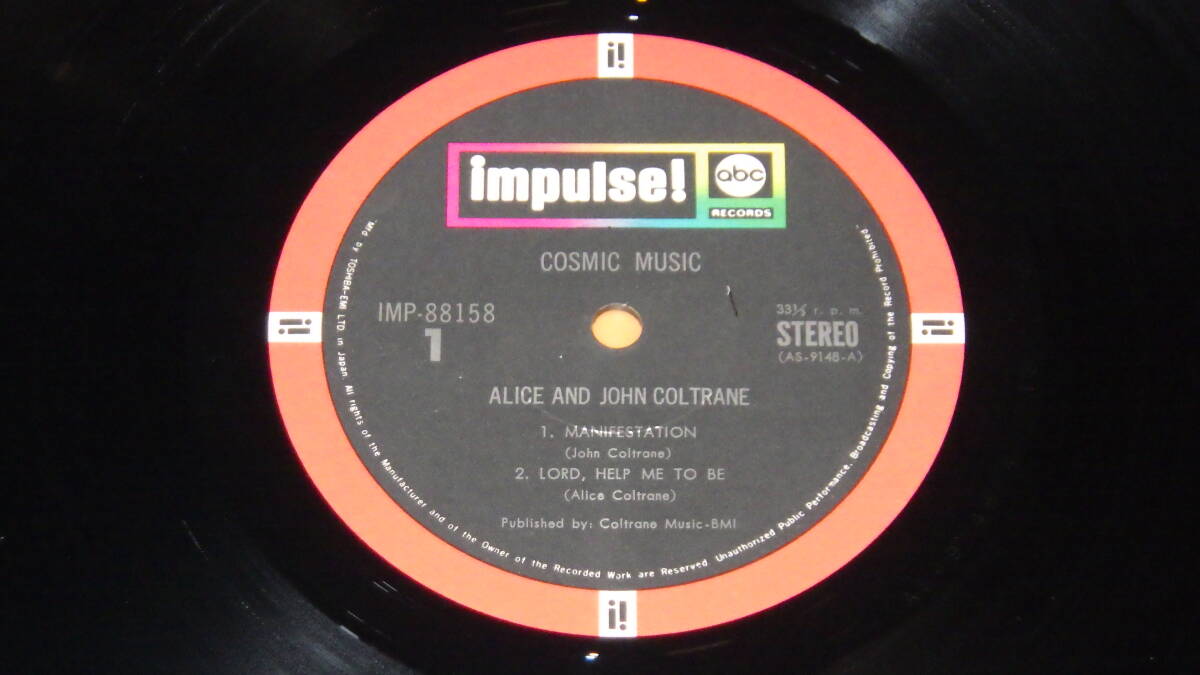 i!
impulse!
abc
RECORDS
COSMIC MUSIC
IMP-88158
1
33⅓ r. p. m.
STEREO
(AS-9148-A)
i!
i!
ALICE AND JOHN COLTRANE
1. MANIFESTATION
(John Coltrane)
2. LORD, HELP ME TO BE
(Alice Coltrane)
Published by: Coltrane Music-BMI
"Mfd by TOSHIBA-EMI LTD. in Japan. All rights of the Manufacturer and of the Owner of the Recorded Work are Reserved. Unauthorized Public Performance, Broadcasting and Copying of the Record Prohibited"
i!